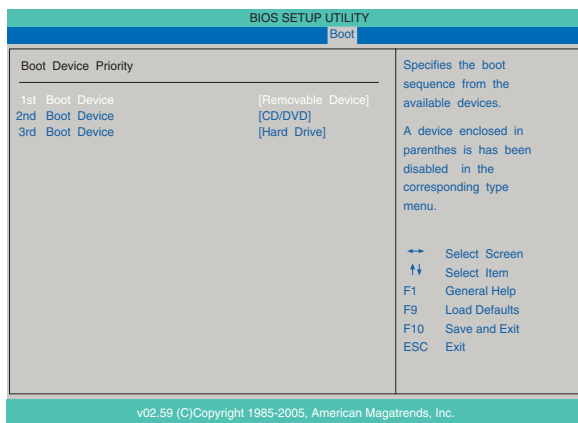 BIOS SETUP UTILITY
Boot
Boot Device Priority
1st Boot Device [Removable Device]
2nd Boot Device [CD/DVD]
3rd Boot Device [Hard Drive]
Specifies the boot
sequence from the
available devices.
A device enclosed in
parenthes is has been
disabled in the
corresponding type
menu.
↔ Select Screen
↑↓ Select Item
F1 General Help
F9 Load Defaults
F10 Save and Exit
ESC Exit
v02.59 (C)Copyright 1985-2005, American Magatrends, Inc.